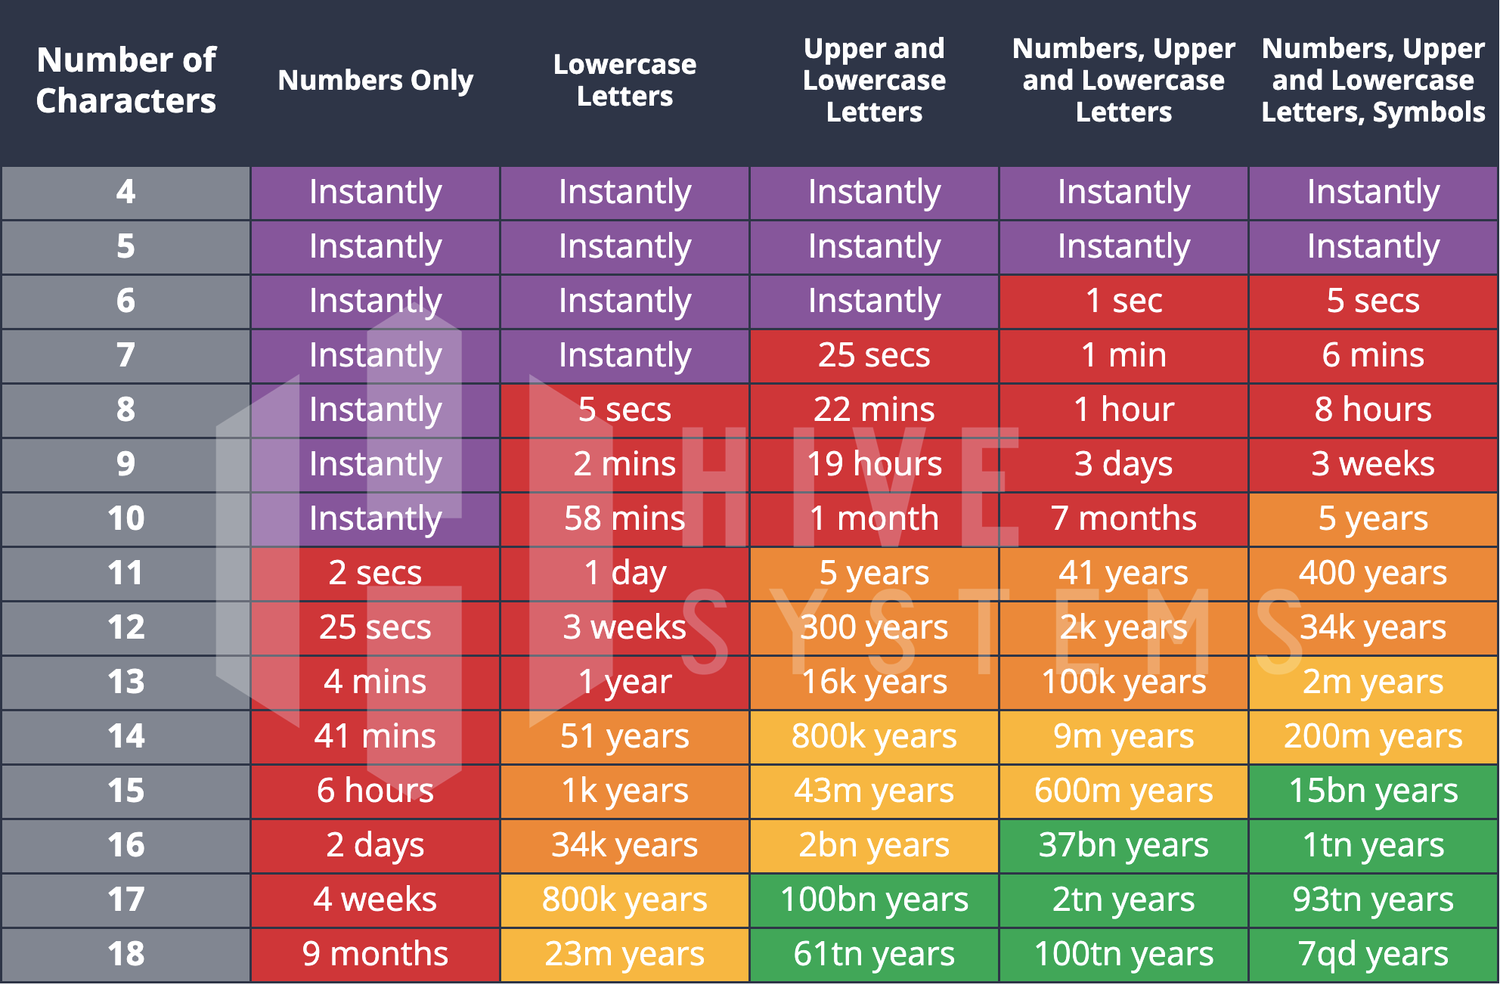 Number of Characters Numbers Only Lowercase Letters Upper and Lowercase Letters Numbers, Upper and Lowercase Letters Numbers, Upper and Lowercase Letters, Symbols
4 Instantly Instantly Instantly Instantly Instantly
5 Instantly Instantly Instantly Instantly Instantly
6 Instantly Instantly Instantly 1 sec 5 secs
7 Instantly Instantly 25 secs 1 min 6 mins
8 Instantly 5 secs 22 mins 1 hour 8 hours
9 Instantly 2 mins 19 hours 3 days 3 weeks
10 Instantly 58 mins 1 month 7 months 5 years
11 2 secs 1 day 5 years 41 years 400 years
12 25 secs 3 weeks 300 years 2k years 34k years
13 4 mins 1 year 16k years 100k years 2m years
14 41 mins 51 years 800k years 9m years 200m years
15 6 hours 1k years 43m years 600m years 15bn years
16 2 days 34k years 2bn years 37bn years 1tn years
17 4 weeks 800k years 100bn years 2tn years 93tn years
18 9 months 23m years 61tn years 100tn years 7qd years
HIVE
SYSTEMS